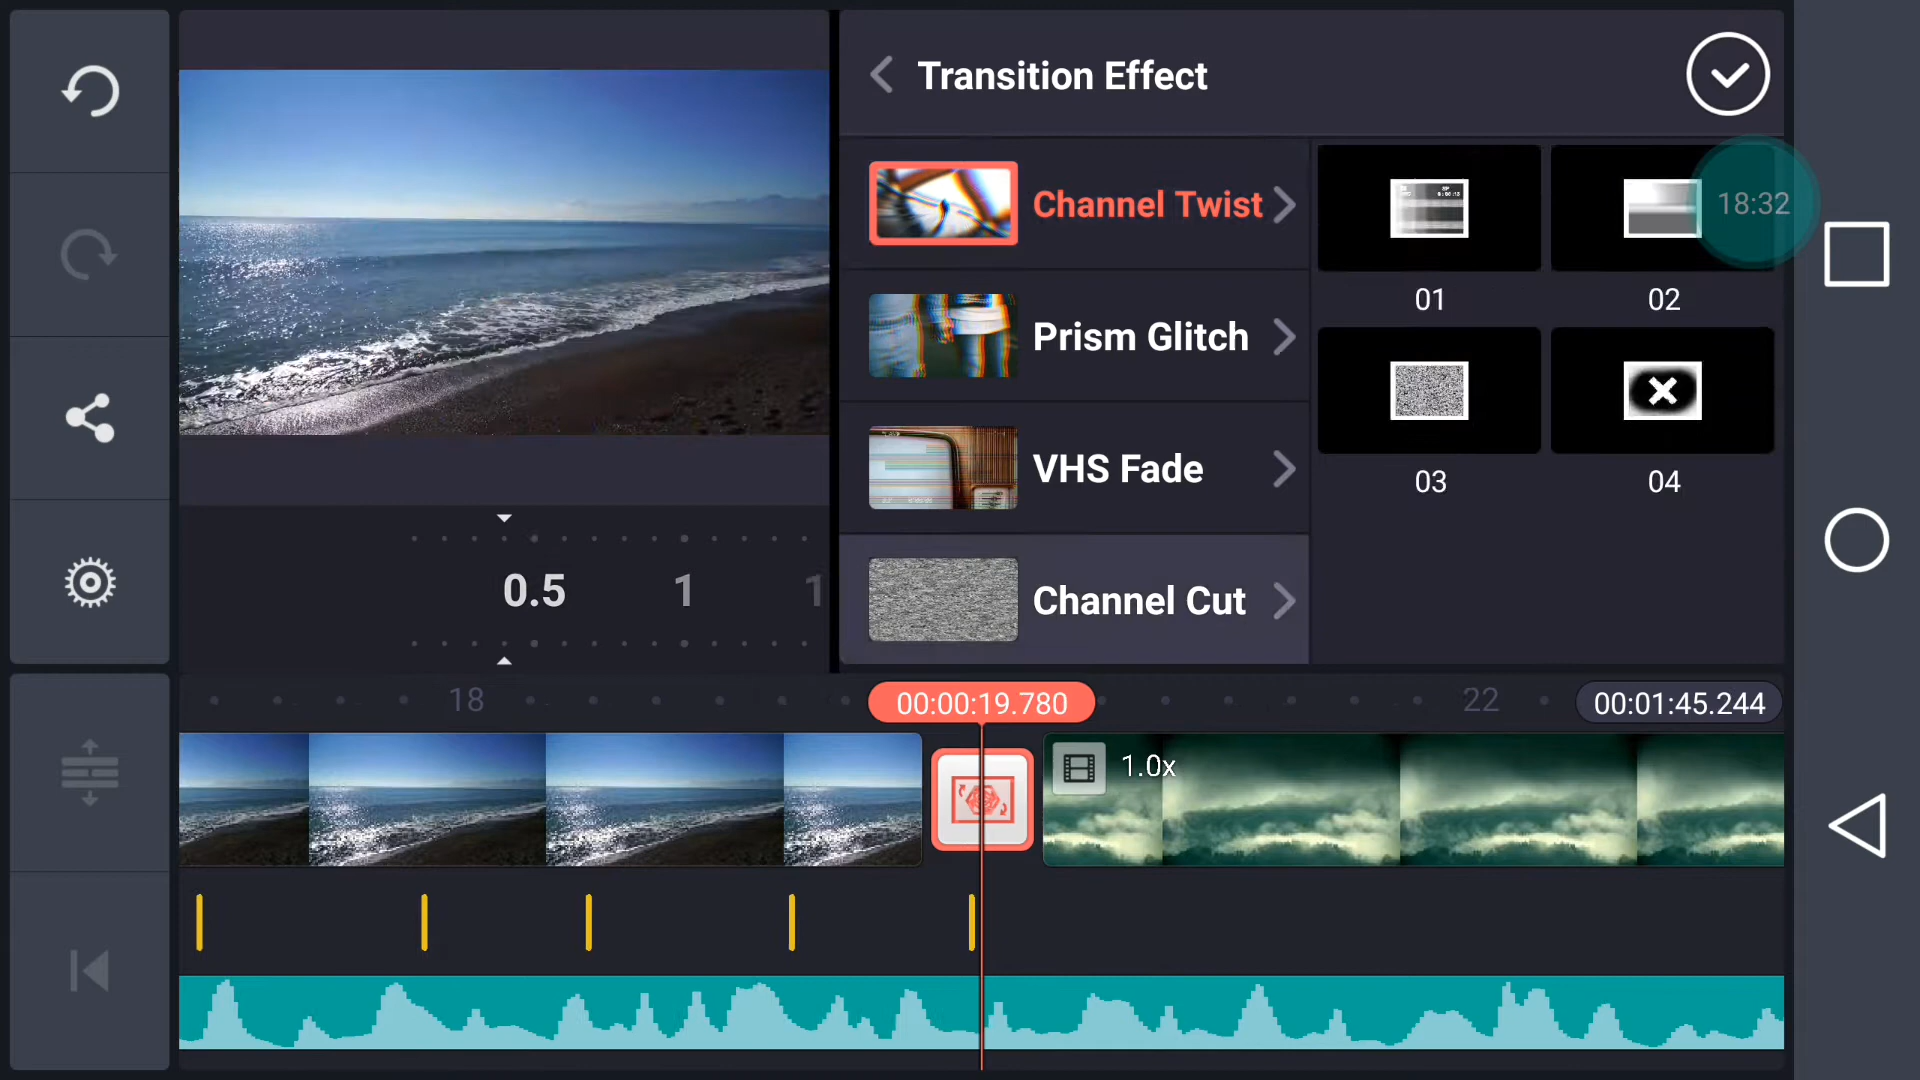 Transition Effect
Channel Twist
Prism Glitch
VHS Fade
Channel Cut
01
02
03
04
18:32
0.5
1
1
18
00:00:19.780
22
00:01:45.244
1.0x